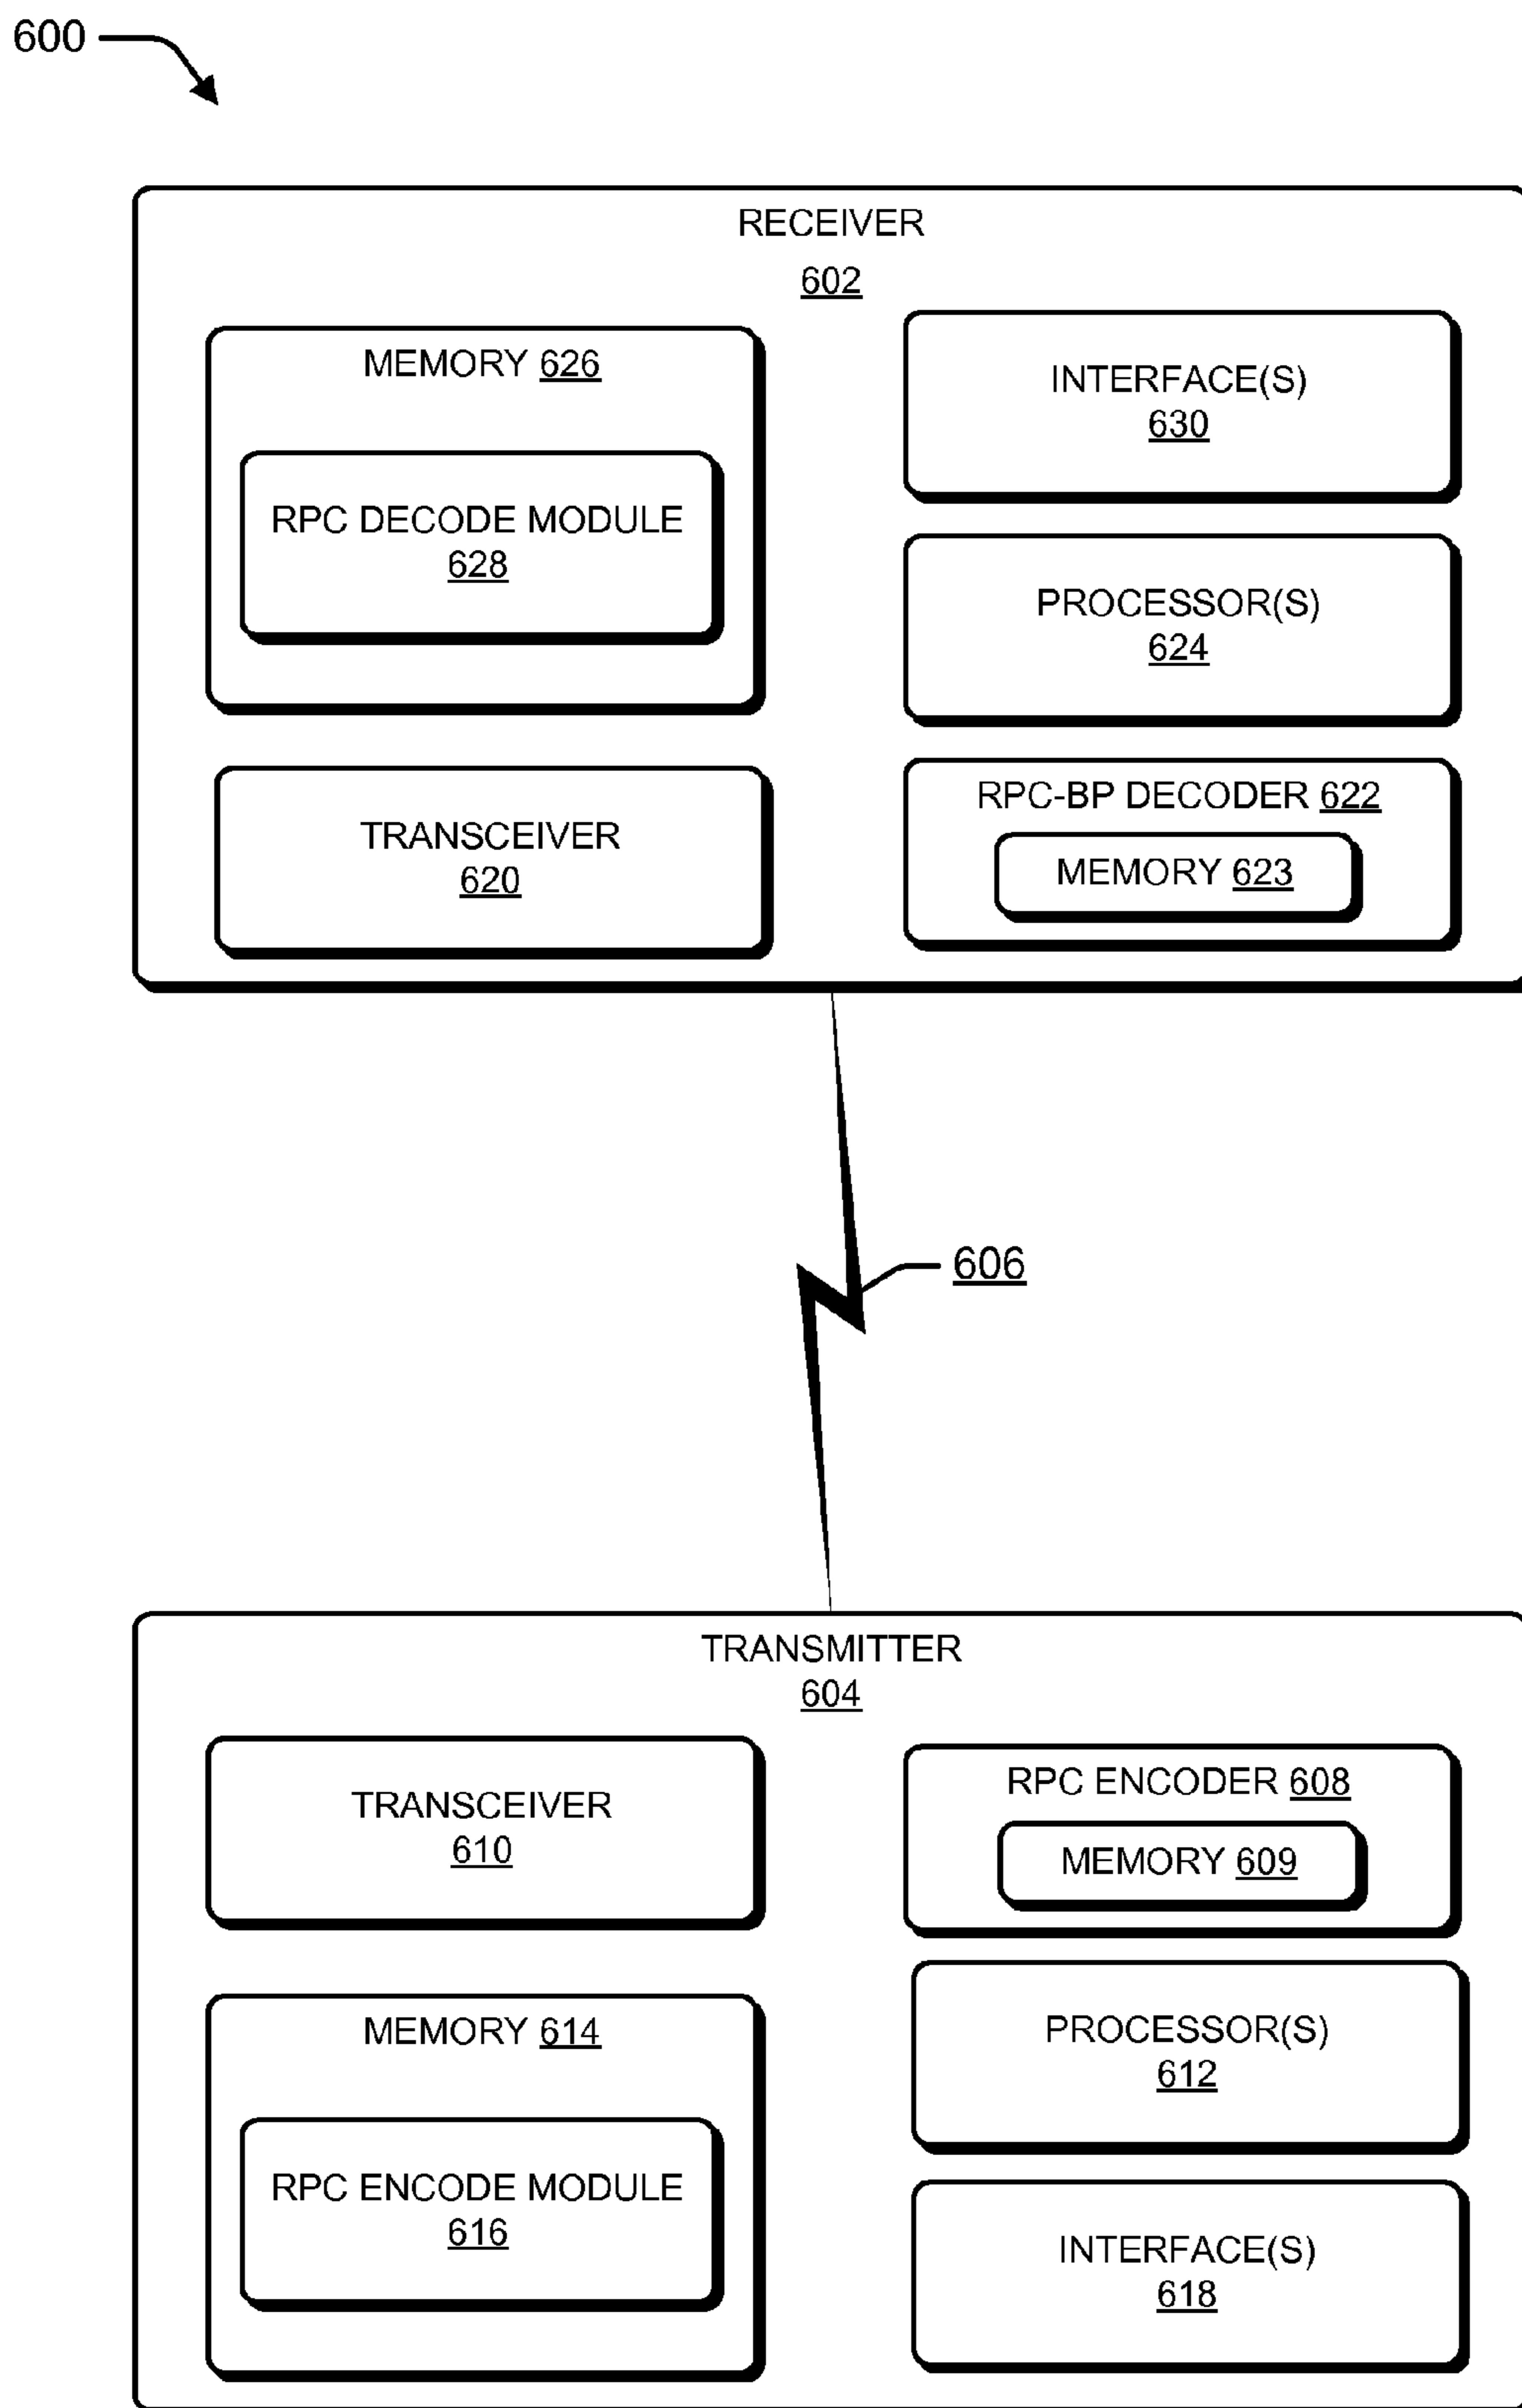 600
RECEIVER
602
MEMORY 626
RPC DECODE MODULE
628
INTERFACE(S)
630
PROCESSOR(S)
624
TRANSCEIVER
620
RPC-BP DECODER 622
MEMORY 623
606
TRANSMITTER
604
TRANSCEIVER
610
RPC ENCODER 608
MEMORY 609
MEMORY 614
RPC ENCODE MODULE
616
PROCESSOR(S)
612
INTERFACE(S)
618